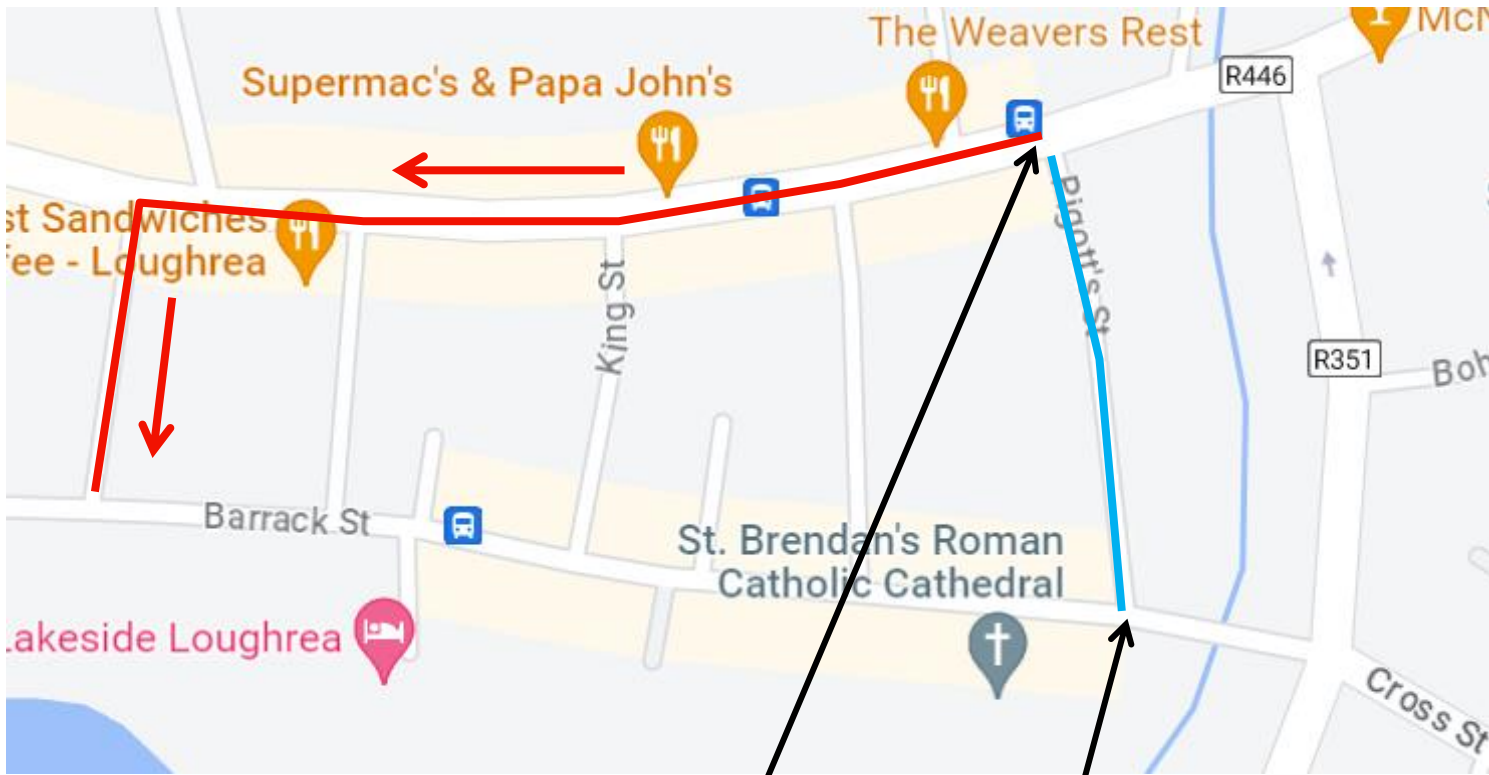 The Weavers Rest
McN
Supermac's & Papa John's
R446
st Sandwiches
fee - Loughrea
Pigott's St
King St
R351
Boh
Barrack St
St. Brendan's Roman
Catholic Cathedral
Lakeside Loughrea
Cross St